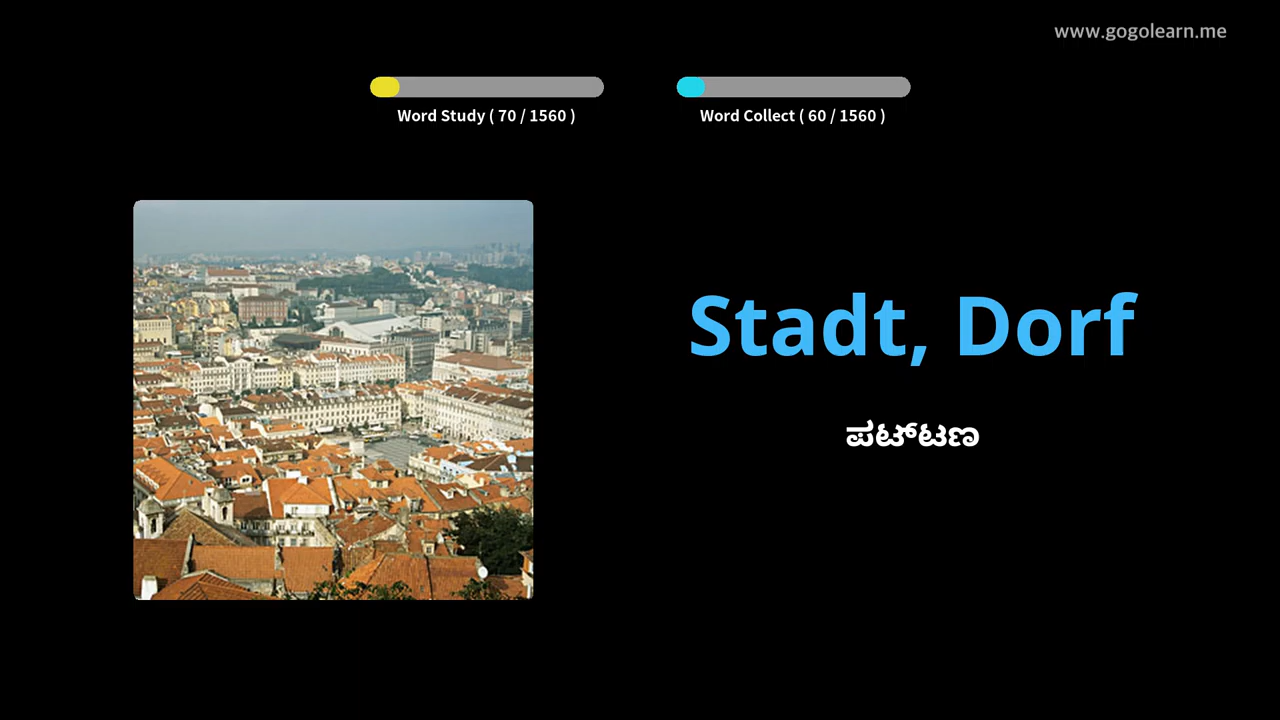 www.gogolearn.me
Word Study ( 70 / 1560 )
Word Collect ( 60 / 1560 )
Stadt, Dorf
ಪಟ್ಟಣ